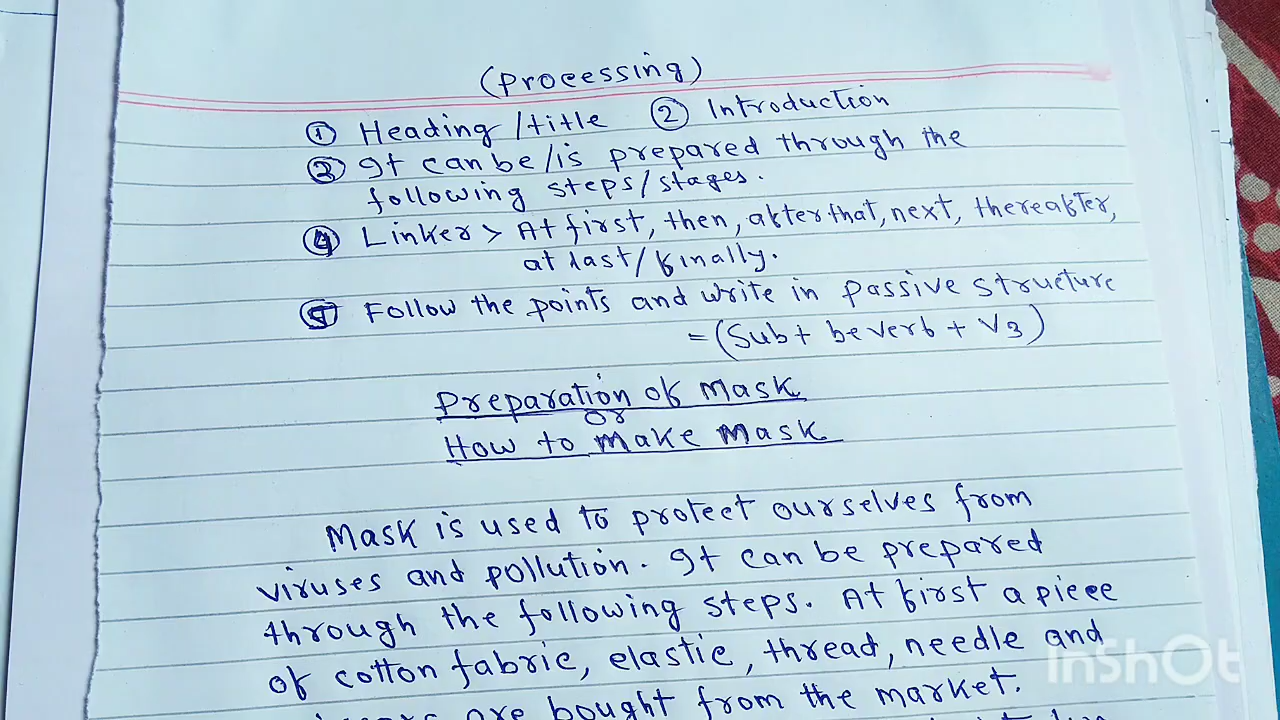 (Processing)
① Heading/title ② Introduction
③ It can be/is prepared through the
following steps/stages.
④ Linker > At first, then, after that, next, thereafter,
at last/finally.
⑤ Follow the points and write in passive structure
= (Sub + be verb + V3)
Preparation of Mask
Or
How to make Mask
Mask is used to protect ourselves from
viruses and pollution. It can be prepared
through the following steps. At first a piece
of cotton fabric, elastic, thread, needle and
are bought from the market.
InShOt